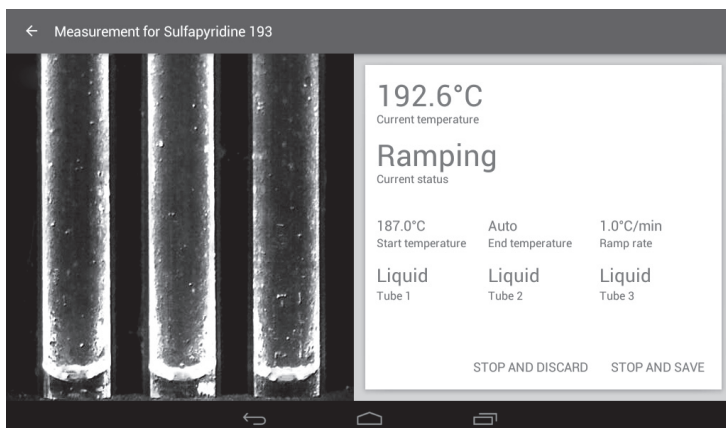 Measurement for Sulfapyridine 193
192.6°C
Current temperature
Ramping
Current status
187.0°C Auto 1.0°C/min
Start temperature End temperature Ramp rate
Liquid Liquid Liquid
Tube 1 Tube 2 Tube 3
STOP AND DISCARD STOP AND SAVE